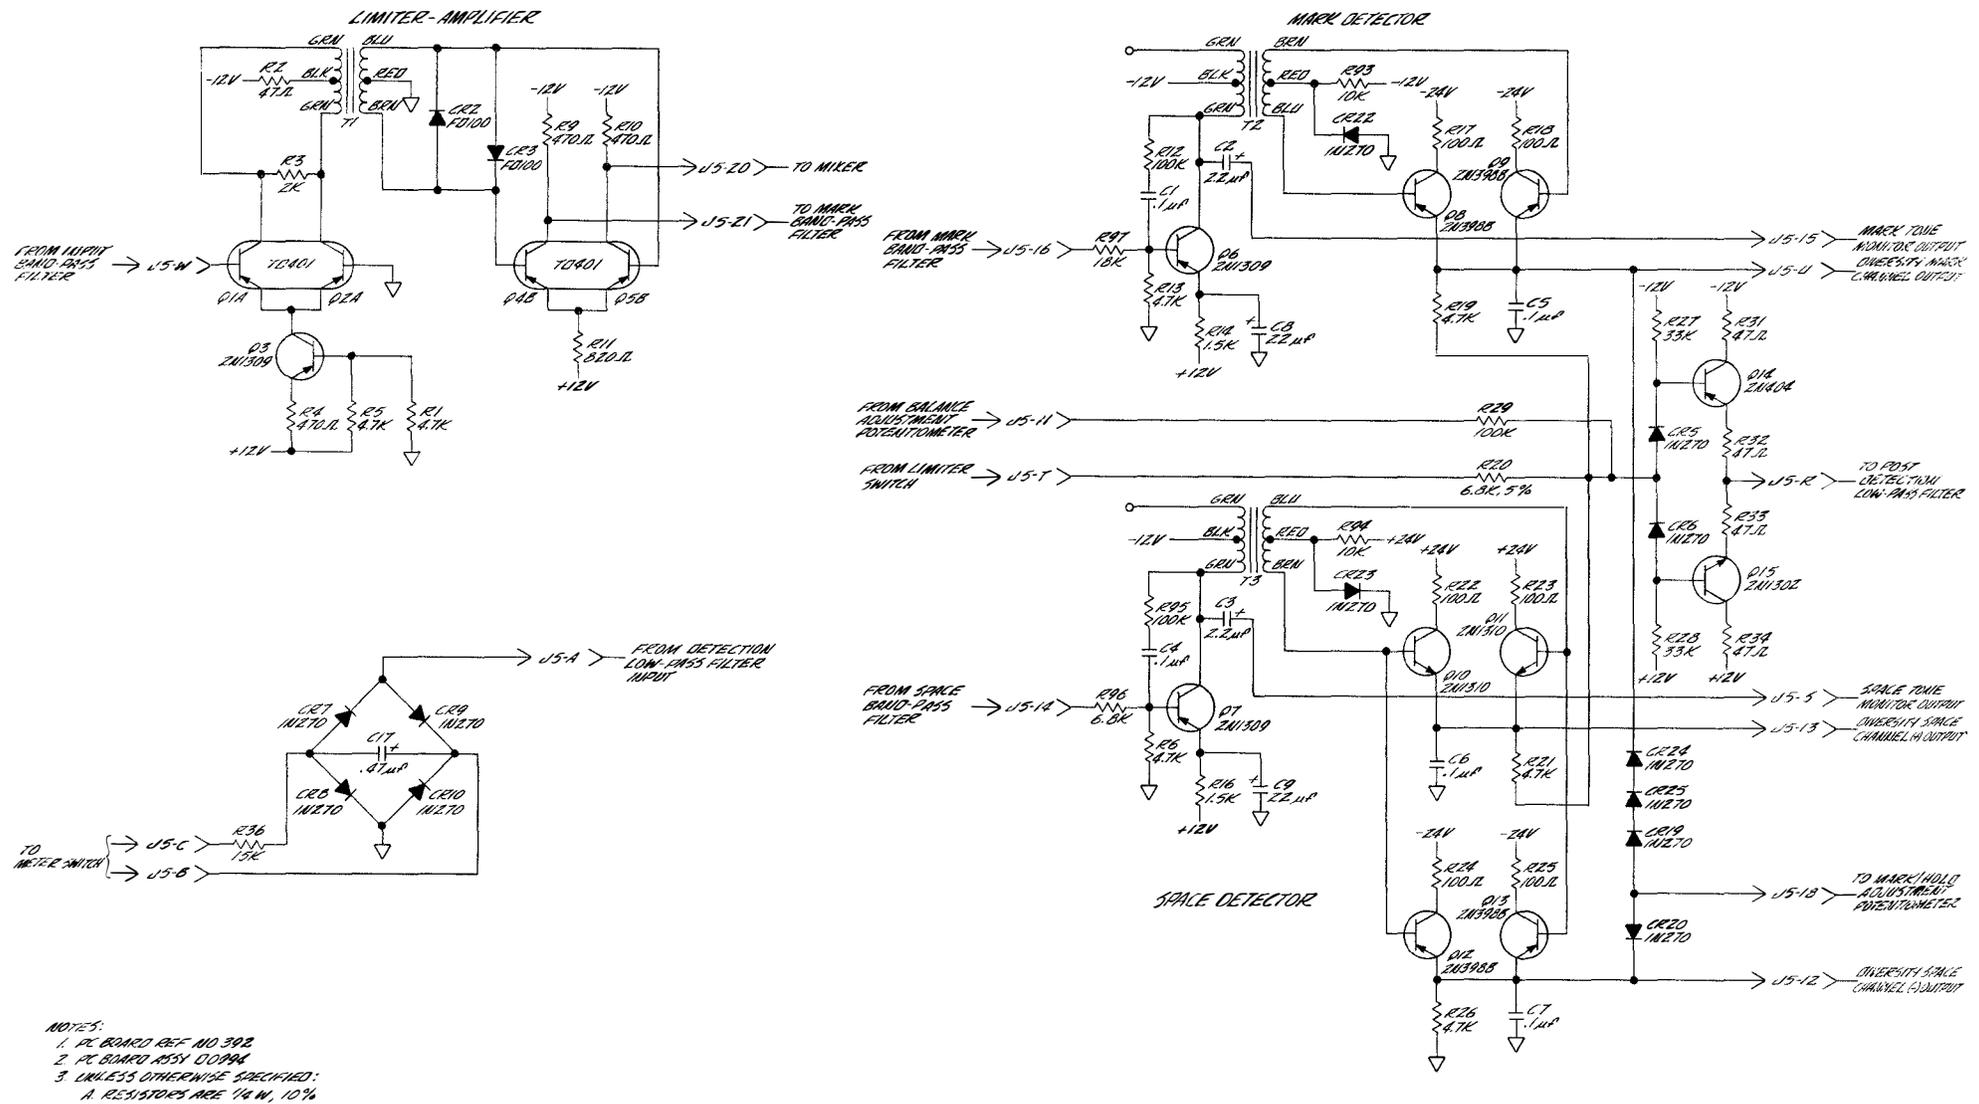 LIMITER-AMPLIFIER
GRN
BLU
-12V
R2
47Ω
BLK
RED
GRN
BRN
T1
CR2
FD100
CR3
FD100
-12V
-12V
R9
470Ω
R10
470Ω
R3
2K
J5-20
TO MIXER
J5-21
TO MARK
BAND-PASS
FILTER
FROM INPUT
BAND-PASS
FILTER
J5-W
TD401
Q1A
Q2A
TD401
Q4B
Q5B
Q3
2N1309
R11
820Ω
+12V
R4
470Ω
R5
4.7K
R1
4.7K
+12V
J5-A
FROM DETECTION
LOW-PASS FILTER
INPUT
CR7
1N270
CR9
1N270
C17
+
.47μf
CR8
1N270
CR10
1N270
TO
METER SWITCH
J5-C
R36
15K
J5-B
NOTES:
1. PC BOARD REF NO 392
2. PC BOARD ASSY D0994
3. UNLESS OTHERWISE SPECIFIED:
A. RESISTORS ARE 1/4 W, 10%
MARK DETECTOR
GRN
BRN
-12V
BLK
RED
R93
10K
-12V
GRN
BLU
T2
CR22
1N270
-24V
-24V
R17
100Ω
R18
100Ω
R12
100K
C2
+
2.2μf
C1
.1μf
Q9
2N398B
Q8
2N398B
FROM MARK
BAND-PASS
FILTER
J5-16
R97
18K
Q6
2N1309
R13
4.7K
R14
1.5K
+
C8
22μf
+12V
R19
4.7K
C5
.1μf
J5-15
MARK TONE
MONITOR OUTPUT
J5-U
DIVERSITY MARK
CHANNEL OUTPUT
-12V
-12V
R27
33K
R31
47Ω
Q14
2N404
CR5
1N270
R32
47Ω
FROM BALANCE
ADJUSTMENT
POTENTIOMETER
J5-11
R29
100K
FROM LIMITER
SWITCH
J5-T
R20
6.8K, 5%
J5-R
TO POST
DETECTION
LOW-PASS FILTER
CR6
1N270
R33
47Ω
Q15
2N1302
R28
33K
R34
47Ω
+12V
+12V
GRN
BLU
-12V
BLK
RED
R94
10K
+24V
GRN
BRN
T3
CR23
1N270
+24V
+24V
R22
100Ω
R23
100Ω
R95
100K
C3
+
2.2μf
C4
.1μf
Q11
2N1310
Q10
2N1310
FROM SPACE
BAND-PASS
FILTER
J5-14
R96
6.8K
Q7
2N1309
R6
4.7K
R16
1.5K
+
C9
22μf
+12V
C6
.1μf
R21
4.7K
J5-S
SPACE TONE
MONITOR OUTPUT
J5-13
DIVERSITY SPACE
CHANNEL(+) OUTPUT
CR24
1N270
CR25
1N270
CR19
1N270
-24V
-24V
R24
100Ω
R25
100Ω
SPACE DETECTOR
Q13
2N398B
Q12
2N398B
J5-18
TO MARK/HOLD
ADJUSTMENT
POTENTIOMETER
CR20
1N270
J5-12
DIVERSITY SPACE
CHANNEL (-) OUTPUT
R26
4.7K
C7
.1μf